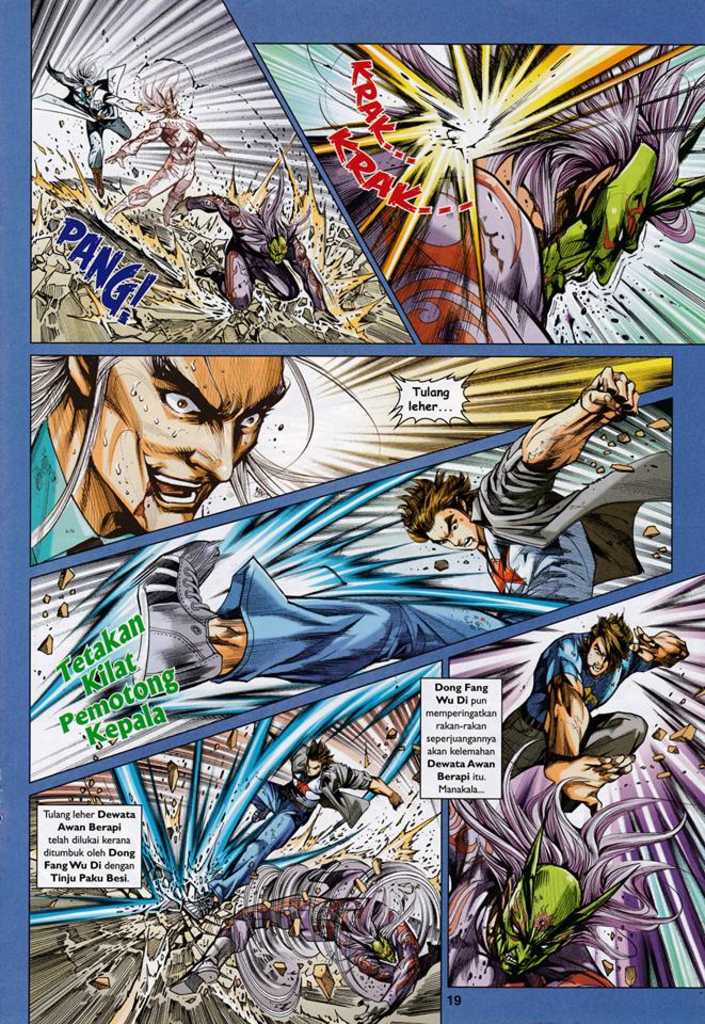 PANG!
KRAK...
KRAK...
Tulang
leher...
Tetakan
Kilat
Pemotong
Kepala
Tulang leher Dewata
Awan Berapi
telah dilukai kerana
ditumbuk oleh Dong
Fang Wu Di dengan
Tinju Paku Besi.
Dong Fang
Wu Di pun
memperingatkan
rakan-rakan
seperjuangannya
akan kelemahan
Dewata Awan
Berapi itu.
Manakala...
19